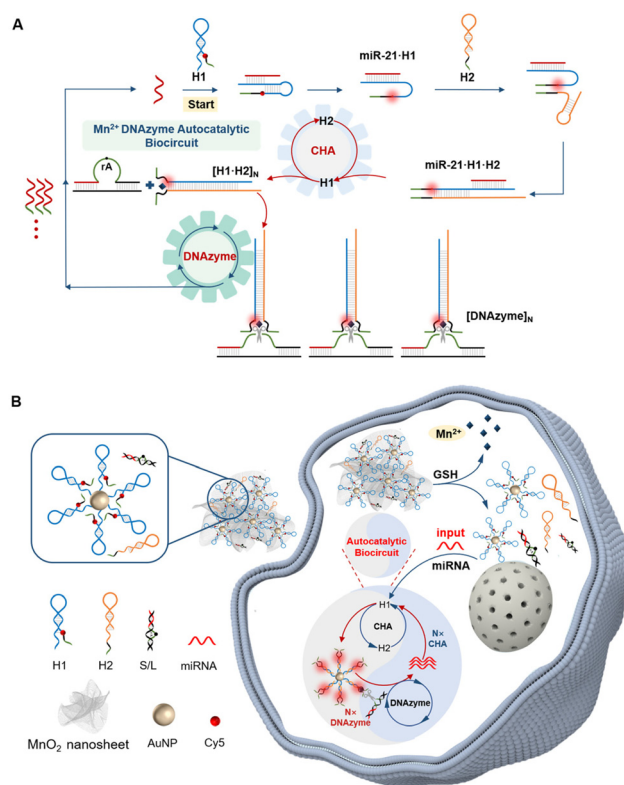 A
H1
Start
miR-21·H1
H2
Mn2+ DNAzyme Autocatalytic
Biocircuit
rA
[H1·H2]N
H2
CHA
H1
miR-21·H1·H2
DNAzyme
[DNAzyme]N
B
Mn2+
GSH
input
miRNA
Autocatalytic
Biocircuit
H1
CHA
H2
N×
CHA
N×
DNAzyme
DNAzyme
H1
H2
S/L
miRNA
MnO2 nanosheet
AuNP
Cy5